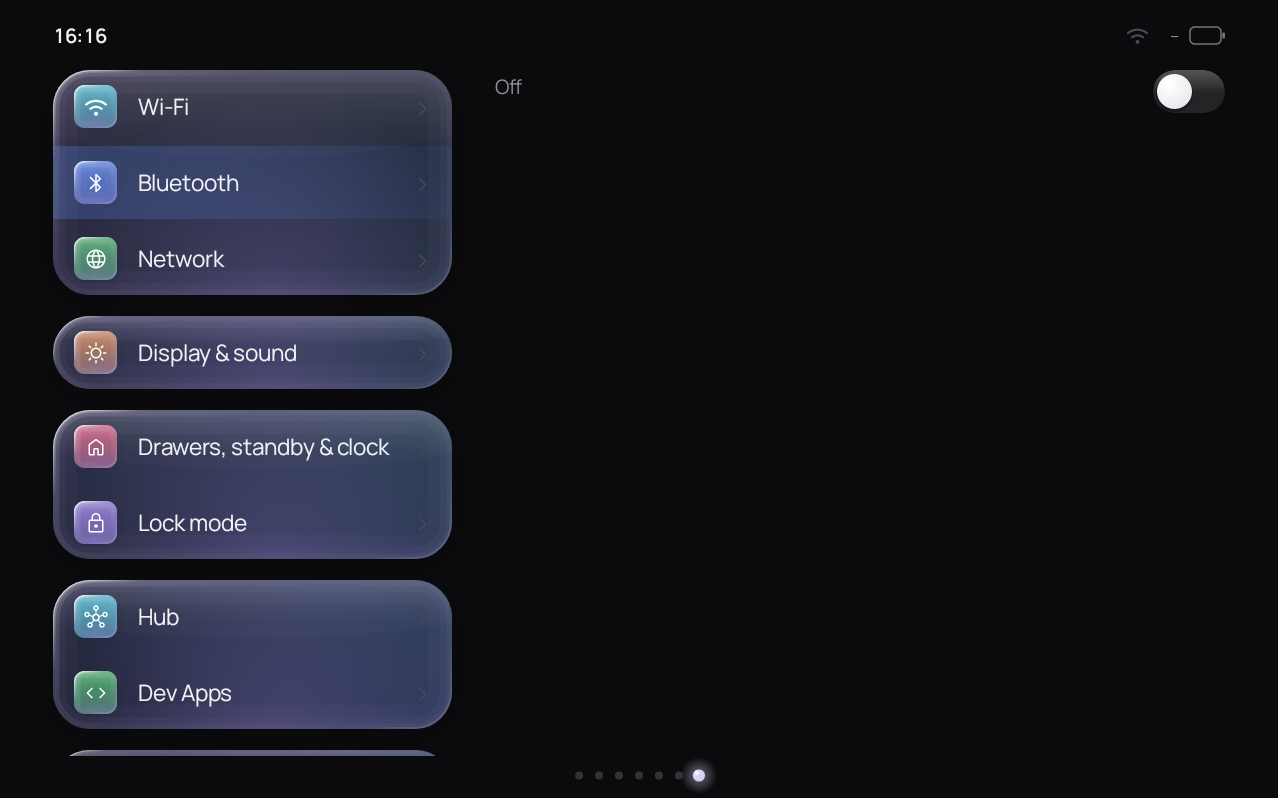 16:16
–
Wi-Fi
Off
Bluetooth
Network
Display & sound
Drawers, standby & clock
Lock mode
Hub
Dev Apps